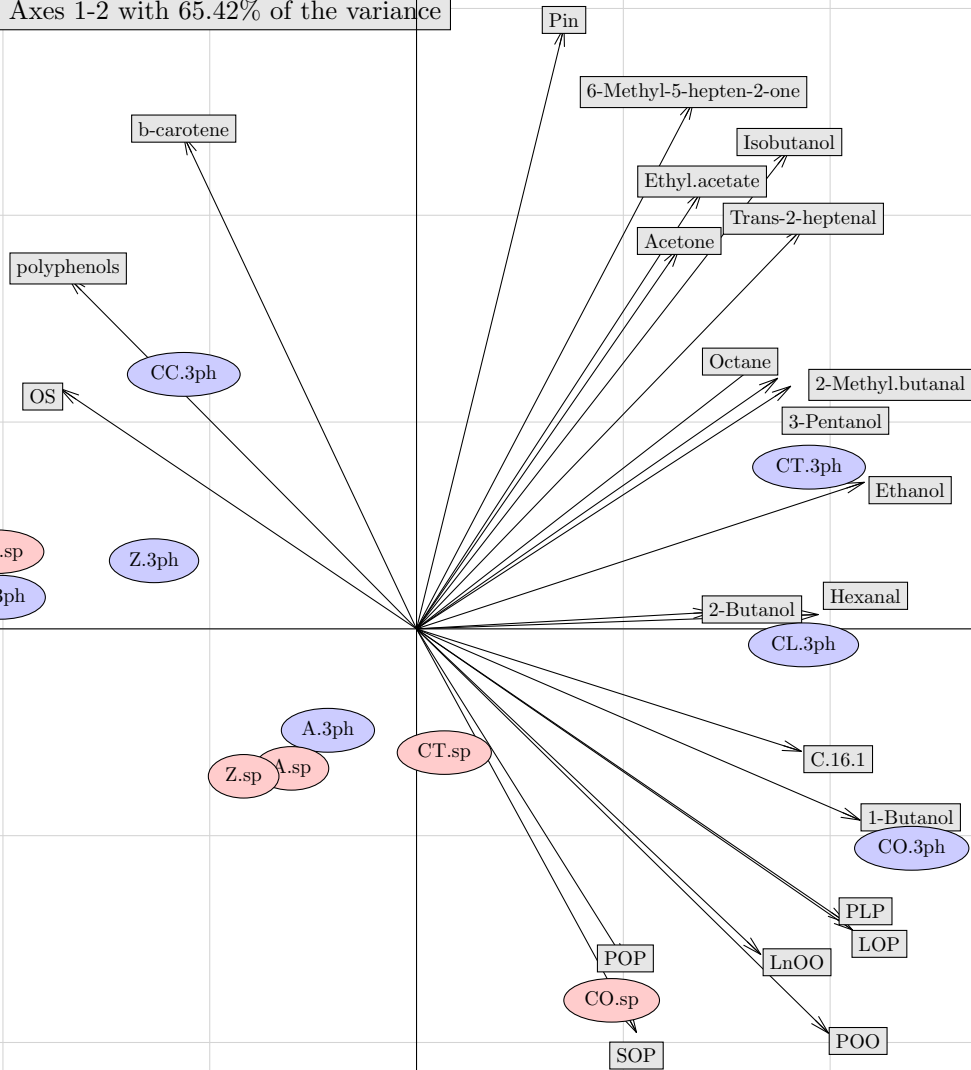 Axes 1-2 with 65.42% of the variance
Pin
6-Methyl-5-hepten-2-one
b-carotene
Isobutanol
Ethyl.acetate
Trans-2-heptenal
Acetone
polyphenols
Octane
CC.3ph
2-Methyl.butanal
OS
3-Pentanol
CT.3ph
Ethanol
.sp
Z.3ph
3ph
Hexanal
2-Butanol
CL.3ph
A.3ph
CT.sp
C.16.1
Z.sp
A.sp
1-Butanol
CO.3ph
PLP
LOP
POP
LnOO
CO.sp
POO
SOP